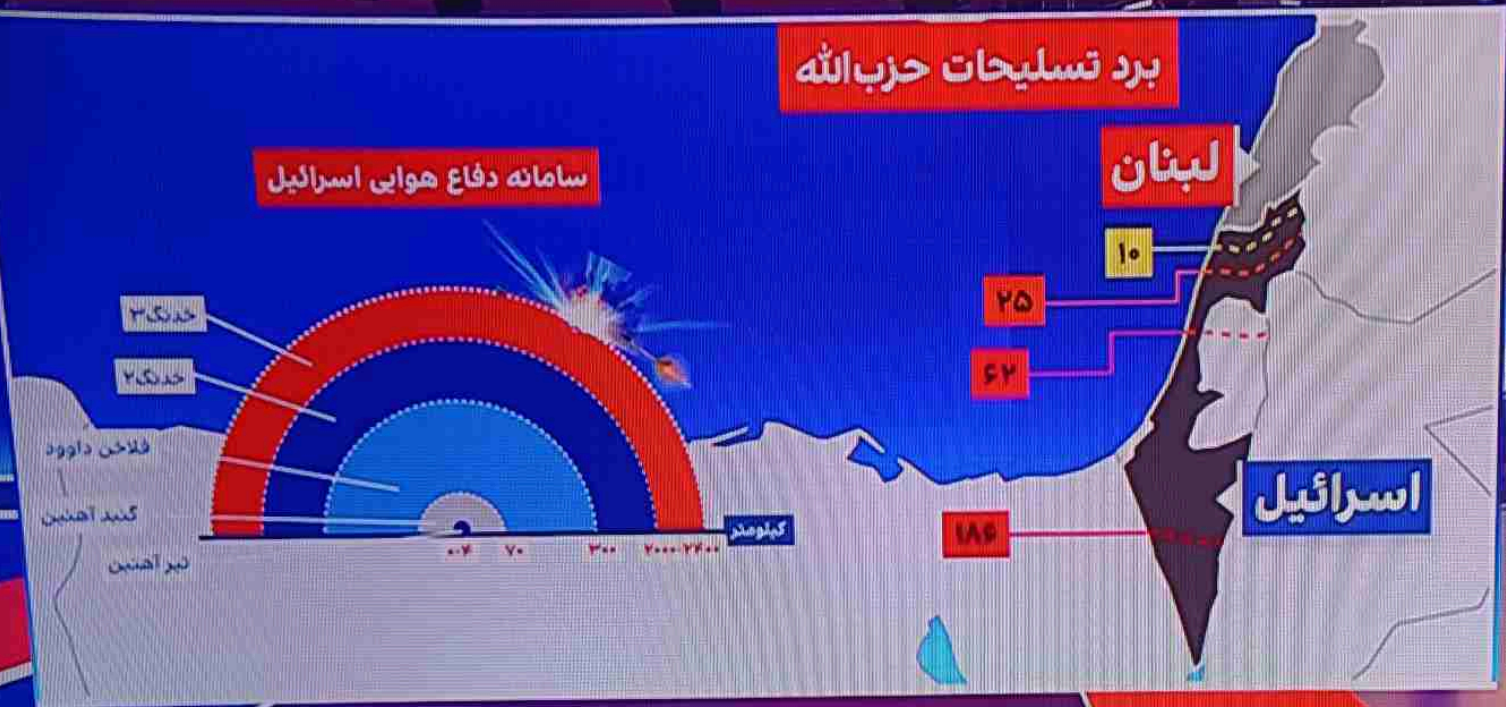 برد تسلیحات حزب‌الله
لبنان
۱۰
۲۵
۶۲
اسرائیل
۱۸۶
سامانه دفاع هوایی اسرائیل
خدنگ۳
خدنگ۲
فلاخن داوود
گنبد آهنین
تیر آهنین
۰-۴ ۷۰ ۳۰۰ ۲۰۰۰-۲۴۰۰
کیلومتر